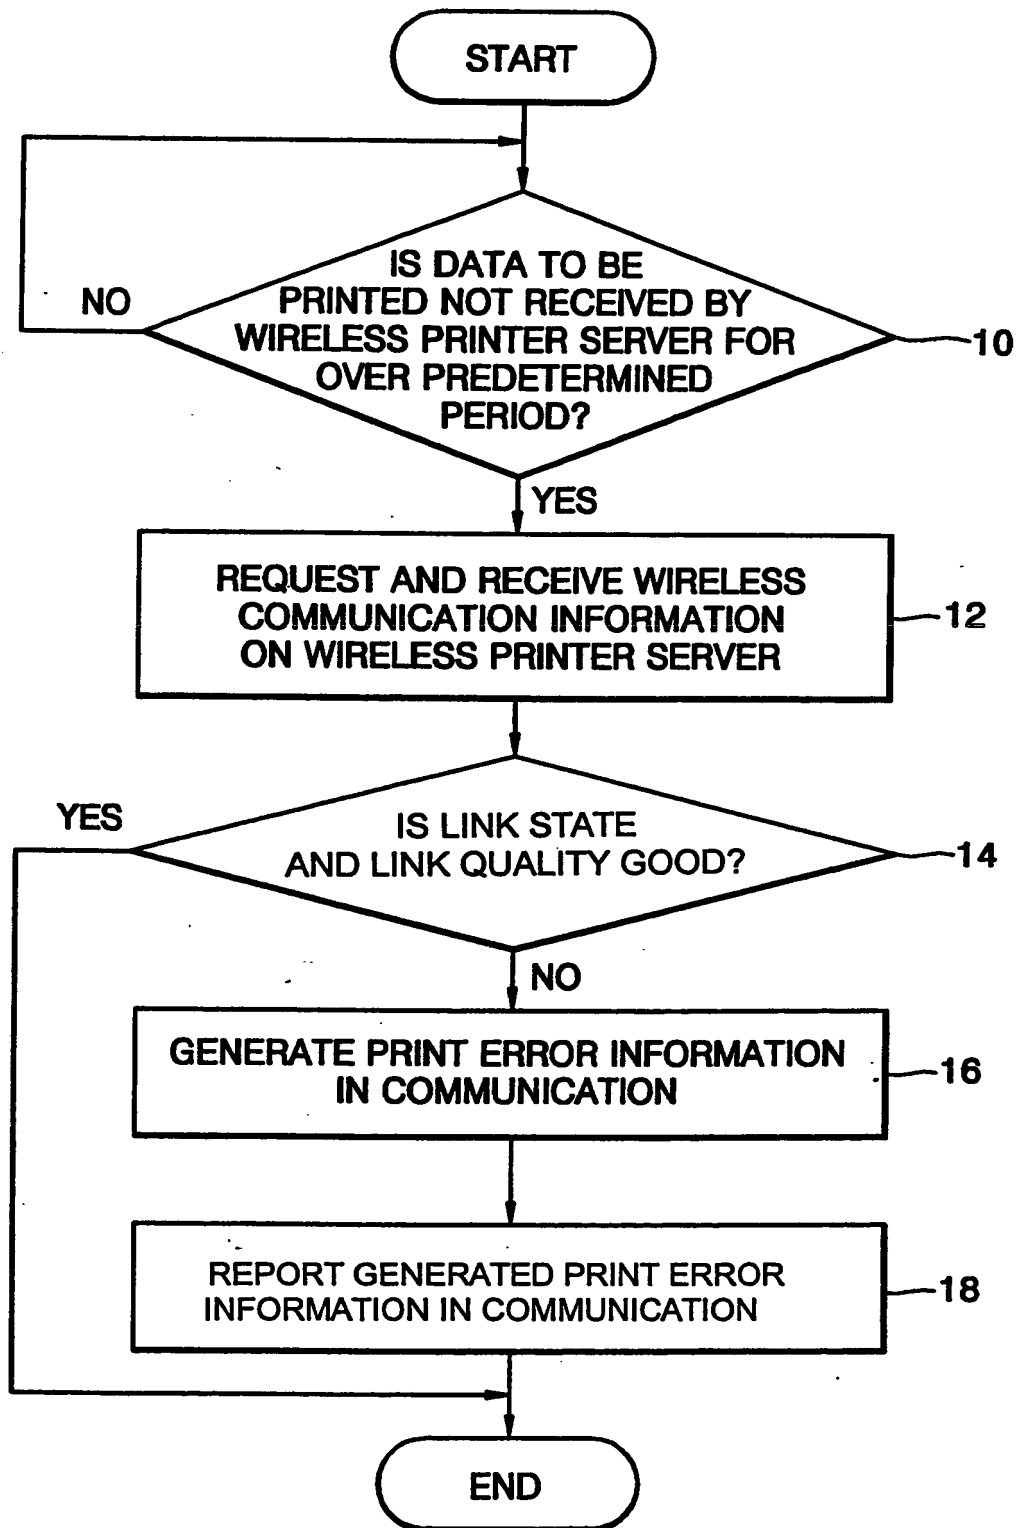 START
IS DATA TO BE
PRINTED NOT RECEIVED BY
WIRELESS PRINTER SERVER FOR
OVER PREDETERMINED
PERIOD?
NO
10
YES
REQUEST AND RECEIVE WIRELESS
COMMUNICATION INFORMATION
ON WIRELESS PRINTER SERVER
12
YES
IS LINK STATE
AND LINK QUALITY GOOD?
14
NO
GENERATE PRINT ERROR INFORMATION
IN COMMUNICATION
16
REPORT GENERATED PRINT ERROR
INFORMATION IN COMMUNICATION
18
END